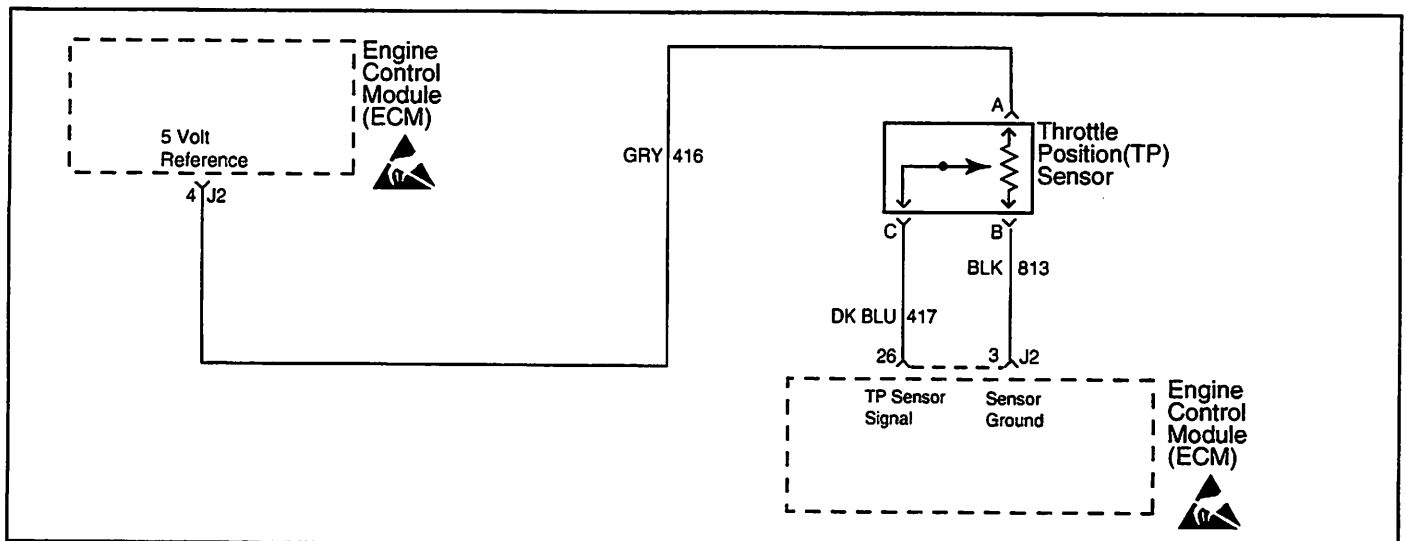 Engine
Control
Module
(ECM)
5 Volt
Reference
4 J2
GRY 416
A
Throttle
Position(TP)
Sensor
C B
BLK 813
DK BLU 417
26 3 J2
TP Sensor Sensor
Signal Ground
Engine
Control
Module
(ECM)